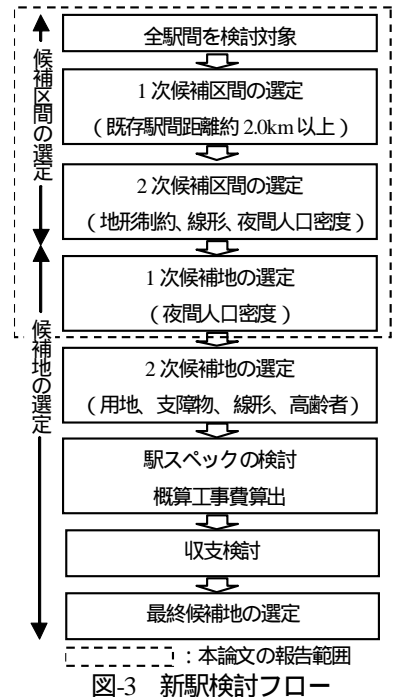 候補区間の選定
全駅間を検討対象
1次候補区間の選定
(既存駅間距離約2.0km以上)
2次候補区間の選定
(地形制約、線形、夜間人口密度)
候補地の選定
1次候補地の選定
(夜間人口密度)
2次候補地の選定
(用地、支障物、線形、高齢者)
駅スペックの検討
概算工事費算出
収支検討
最終候補地の選定
:本論文の報告範囲
図-3 新駅検討フロー